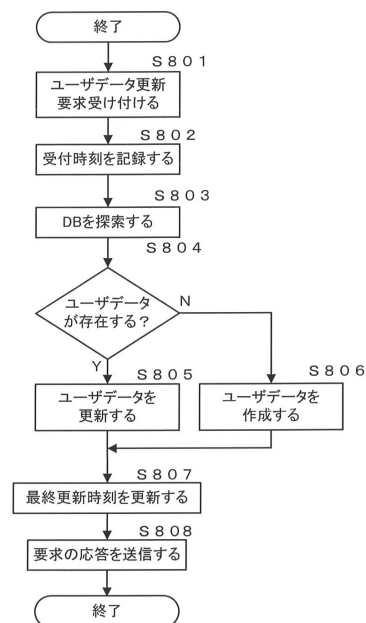 終了
S801
ユーザデータ更新
要求受け付ける
S802
受付時刻を記録する
S803
DBを探索する
S804
ユーザデータ
が存在する?
N
Y
S805
ユーザデータを
更新する
S806
ユーザデータを
作成する
S807
最終更新時刻を更新する
S808
要求の応答を送信する
終了